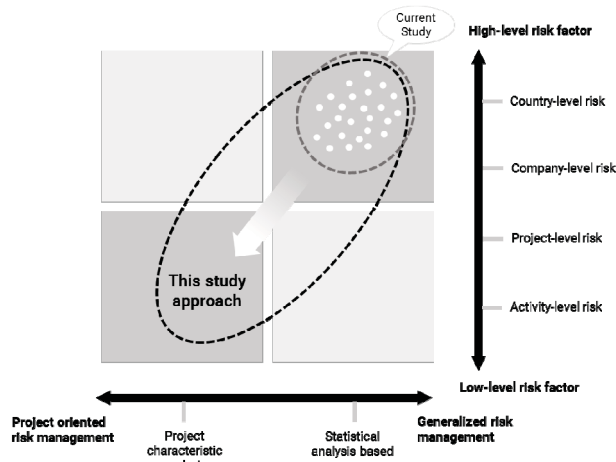 Current
Study
High-level risk factor
Country-level risk
Company-level risk
Project-level risk
Activity-level risk
Low-level risk factor
This study
approach
Project oriented
risk management
Project
characteristic
Statistical
analysis based
Generalized risk
management